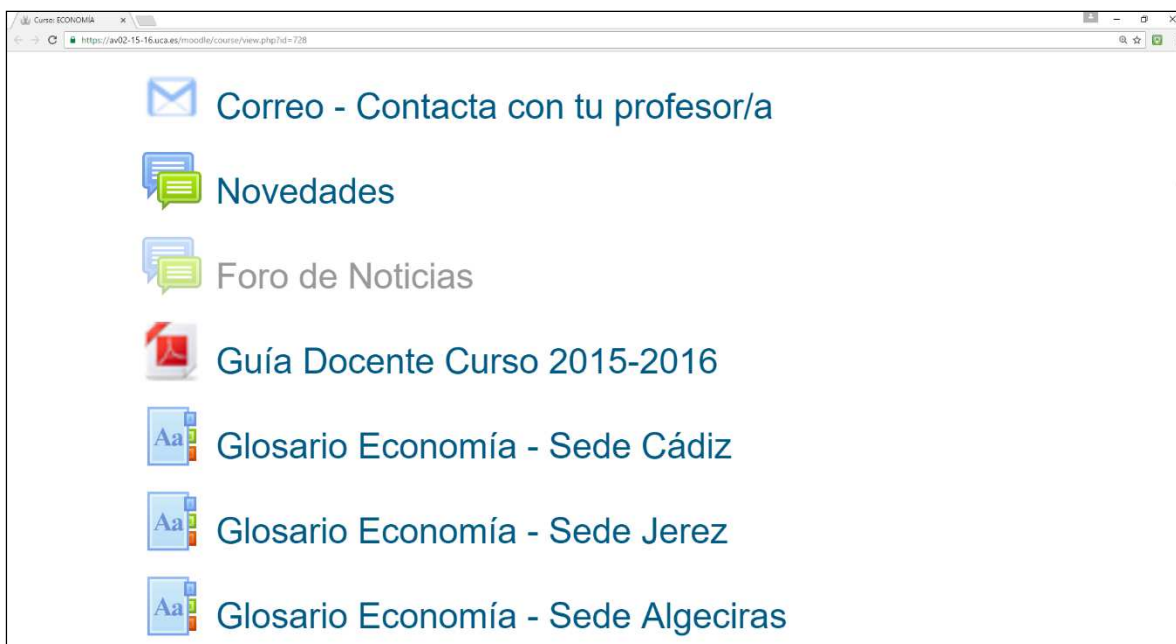 Curso: ECONOMÍA
https://av02-15-16.uca.es/moodle/course/view.php?id=728
Correo - Contacta con tu profesor/a
Novedades
Foro de Noticias
Guía Docente Curso 2015-2016
Aa Glosario Economía - Sede Cádiz
Aa Glosario Economía - Sede Jerez
Aa Glosario Economía - Sede Algeciras